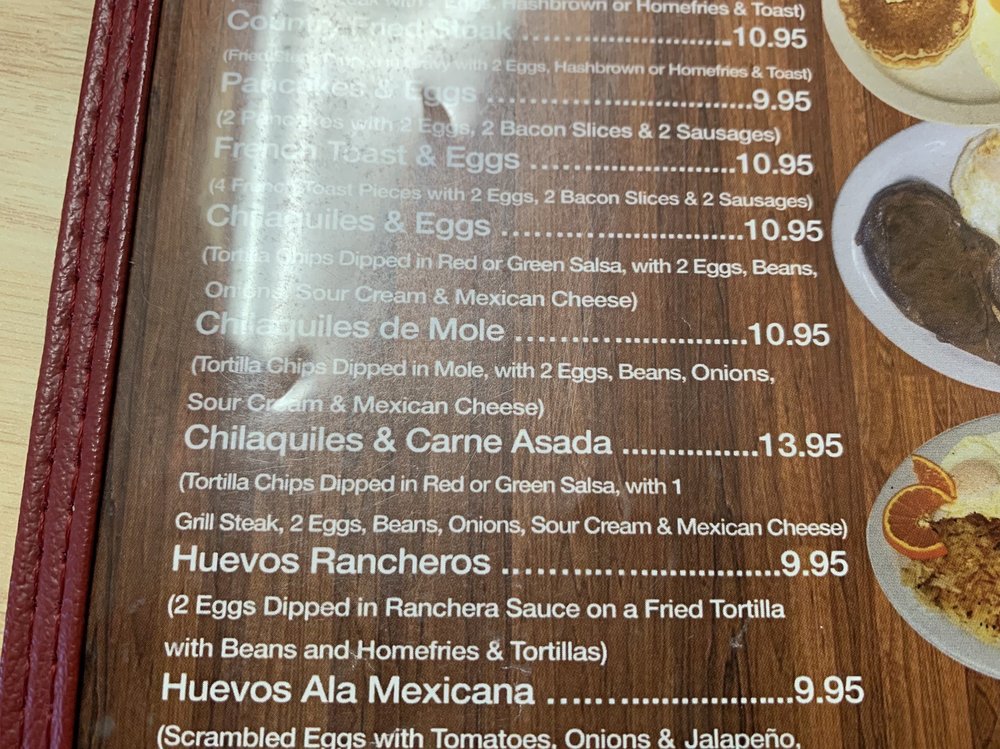 Eggs, Hashbrown or Homefries & Toast)
Country Fried Steak ..........................10.95
(Fried Steak with 2 Eggs, Hashbrown or Homefries & Toast)
Pancakes & Eggs ..............................9.95
(2 Pancakes with 2 Eggs, 2 Bacon Slices & 2 Sausages)
French Toast & Eggs ......................10.95
(4 French Toast Pieces with 2 Eggs, 2 Bacon Slices & 2 Sausages)
Chilaquiles & Eggs ..........................10.95
(Tortilla Chips Dipped in Red or Green Salsa, with 2 Eggs, Beans,
Onions, Sour Cream & Mexican Cheese)
Chilaquiles de Mole ........................10.95
(Tortilla Chips Dipped in Mole, with 2 Eggs, Beans, Onions,
Sour Cream & Mexican Cheese)
Chilaquiles & Carne Asada ..............13.95
(Tortilla Chips Dipped in Red or Green Salsa, with 1
Grill Steak, 2 Eggs, Beans, Onions, Sour Cream & Mexican Cheese)
Huevos Rancheros ............................9.95
(2 Eggs Dipped in Ranchera Sauce on a Fried Tortilla
with Beans and Homefries & Tortillas)
Huevos Ala Mexicana ........................9.95
(Scrambled Eggs with Tomatoes, Onions & Jalapeño,